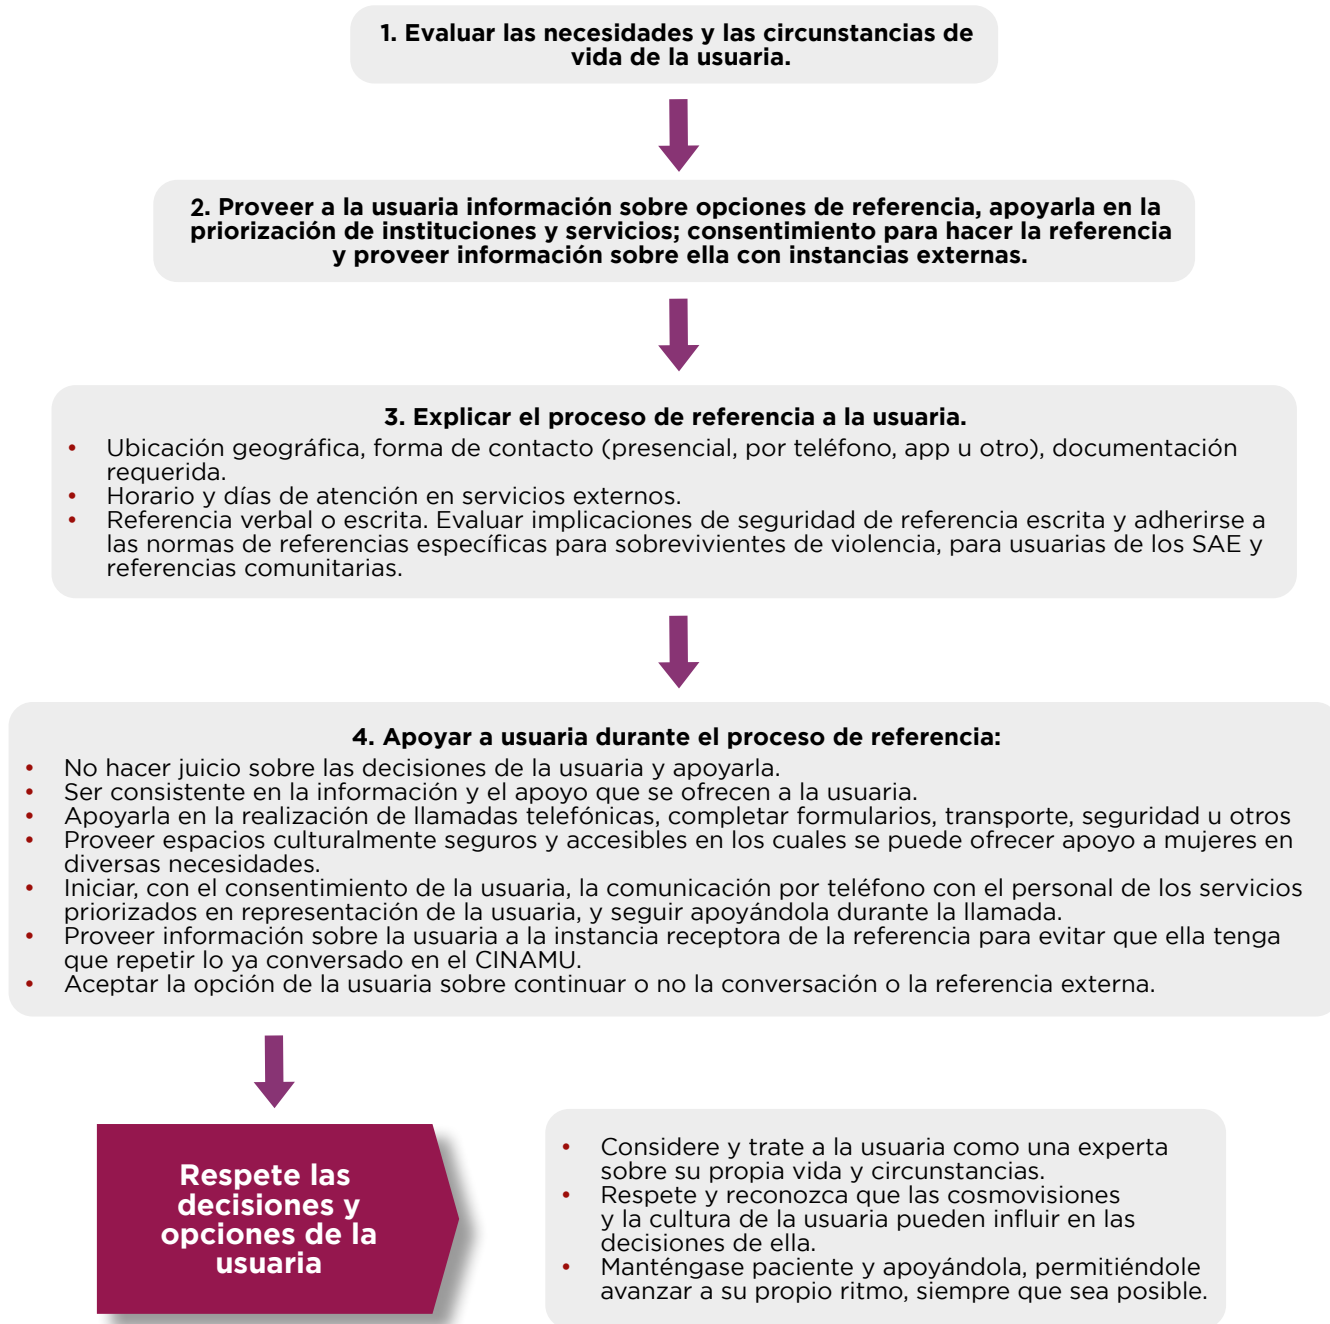 1. Evaluar las necesidades y las circunstancias de
vida de la usuaria.
2. Proveer a la usuaria información sobre opciones de referencia, apoyarla en la
priorización de instituciones y servicios; consentimiento para hacer la referencia
y proveer información sobre ella con instancias externas.
3. Explicar el proceso de referencia a la usuaria.
• Ubicación geográfica, forma de contacto (presencial, por teléfono, app u otro), documentación
requerida.
• Horario y días de atención en servicios externos.
• Referencia verbal o escrita. Evaluar implicaciones de seguridad de referencia escrita y adherirse a
las normas de referencias específicas para sobrevivientes de violencia, para usuarias de los SAE y
referencias comunitarias.
4. Apoyar a usuaria durante el proceso de referencia:
• No hacer juicio sobre las decisiones de la usuaria y apoyarla.
• Ser consistente en la información y el apoyo que se ofrecen a la usuaria.
• Apoyarla en la realización de llamadas telefónicas, completar formularios, transporte, seguridad u otros
• Proveer espacios culturalmente seguros y accesibles en los cuales se puede ofrecer apoyo a mujeres en
diversas necesidades.
• Iniciar, con el consentimiento de la usuaria, la comunicación por teléfono con el personal de los servicios
priorizados en representación de la usuaria, y seguir apoyándola durante la llamada.
• Proveer información sobre la usuaria a la instancia receptora de la referencia para evitar que ella tenga
que repetir lo ya conversado en el CINAMU.
• Aceptar la opción de la usuaria sobre continuar o no la conversación o la referencia externa.
Respete las
decisiones y
opciones de la
usuaria
• Considere y trate a la usuaria como una experta
sobre su propia vida y circunstancias.
• Respete y reconozca que las cosmovisiones
y la cultura de la usuaria pueden influir en las
decisiones de ella.
• Manténgase paciente y apoyándola, permitiéndole
avanzar a su propio ritmo, siempre que sea posible.